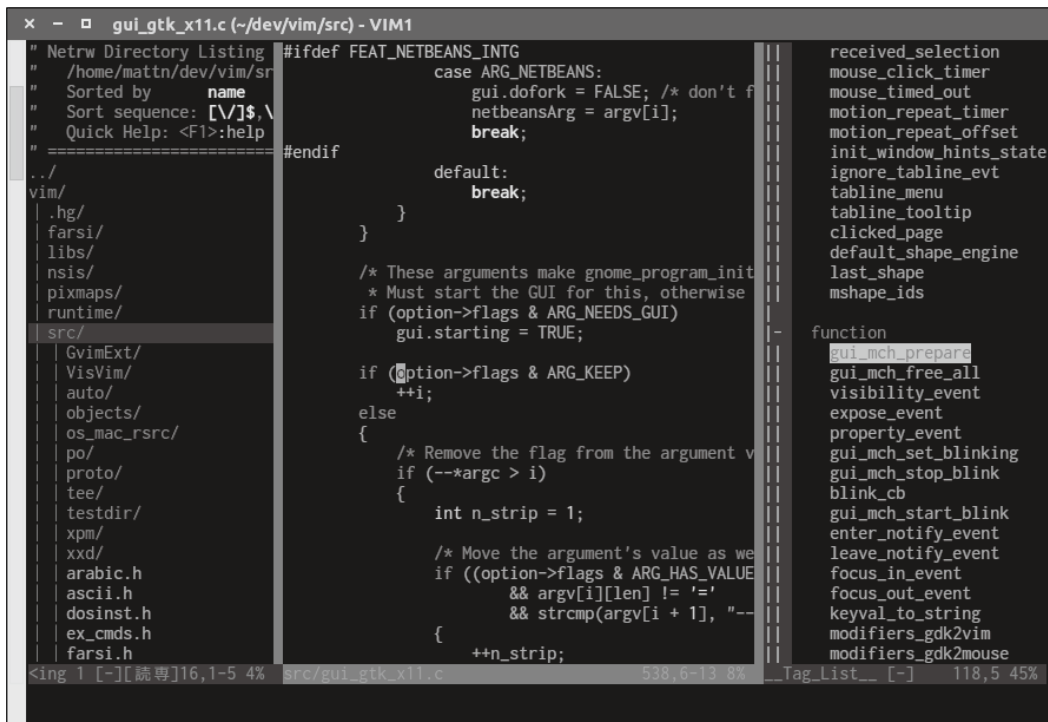 × − □ gui_gtk_x11.c (~/dev/vim/src) - VIM1
" Netrw Directory Listing
"   /home/mattn/dev/vim/sr
"   Sorted by      name
"   Sort sequence: [\/]$,\
"   Quick Help: <F1>:help
" =========================
../
vim/
| .hg/
| farsi/
| libs/
| nsis/
| pixmaps/
| runtime/
| src/
| | GvimExt/
| | VisVim/
| | auto/
| | objects/
| | os_mac_rsrc/
| | po/
| | proto/
| | tee/
| | testdir/
| | xpm/
| | xxd/
| | arabic.h
| | ascii.h
| | dosinst.h
| | ex_cmds.h
| | farsi.h
<ing 1 [-][読専]16,1-5 4%
#ifdef FEAT_NETBEANS_INTG
case ARG_NETBEANS:
gui.dofork = FALSE; /* don't f
netbeansArg = argv[i];
break;
#endif
default:
break;
}
}
/* These arguments make gnome_program_init
* Must start the GUI for this, otherwise
if (option->flags & ARG_NEEDS_GUI)
gui.starting = TRUE;
if (option->flags & ARG_KEEP)
++i;
else
{
/* Remove the flag from the argument v
if (--*argc > i)
{
int n_strip = 1;
/* Move the argument's value as we
if ((option->flags & ARG_HAS_VALUE
&& argv[i][len] != '='
&& strcmp(argv[i + 1], "--
{
++n_strip;
src/gui_gtk_x11.c 538,6-13 8%
|| received_selection
|| mouse_click_timer
|| mouse_timed_out
|| motion_repeat_timer
|| motion_repeat_offset
|| init_window_hints_state
|| ignore_tabline_evt
|| tabline_menu
|| tabline_tooltip
|| clicked_page
|| default_shape_engine
|| last_shape
|| mshape_ids
|
|- function
|| gui_mch_prepare
|| gui_mch_free_all
|| visibility_event
|| expose_event
|| property_event
|| gui_mch_set_blinking
|| gui_mch_stop_blink
|| blink_cb
|| gui_mch_start_blink
|| enter_notify_event
|| leave_notify_event
|| focus_in_event
|| focus_out_event
|| keyval_to_string
|| modifiers_gdk2vim
|| modifiers_gdk2mouse
__Tag_List__ [-] 118,5 45%